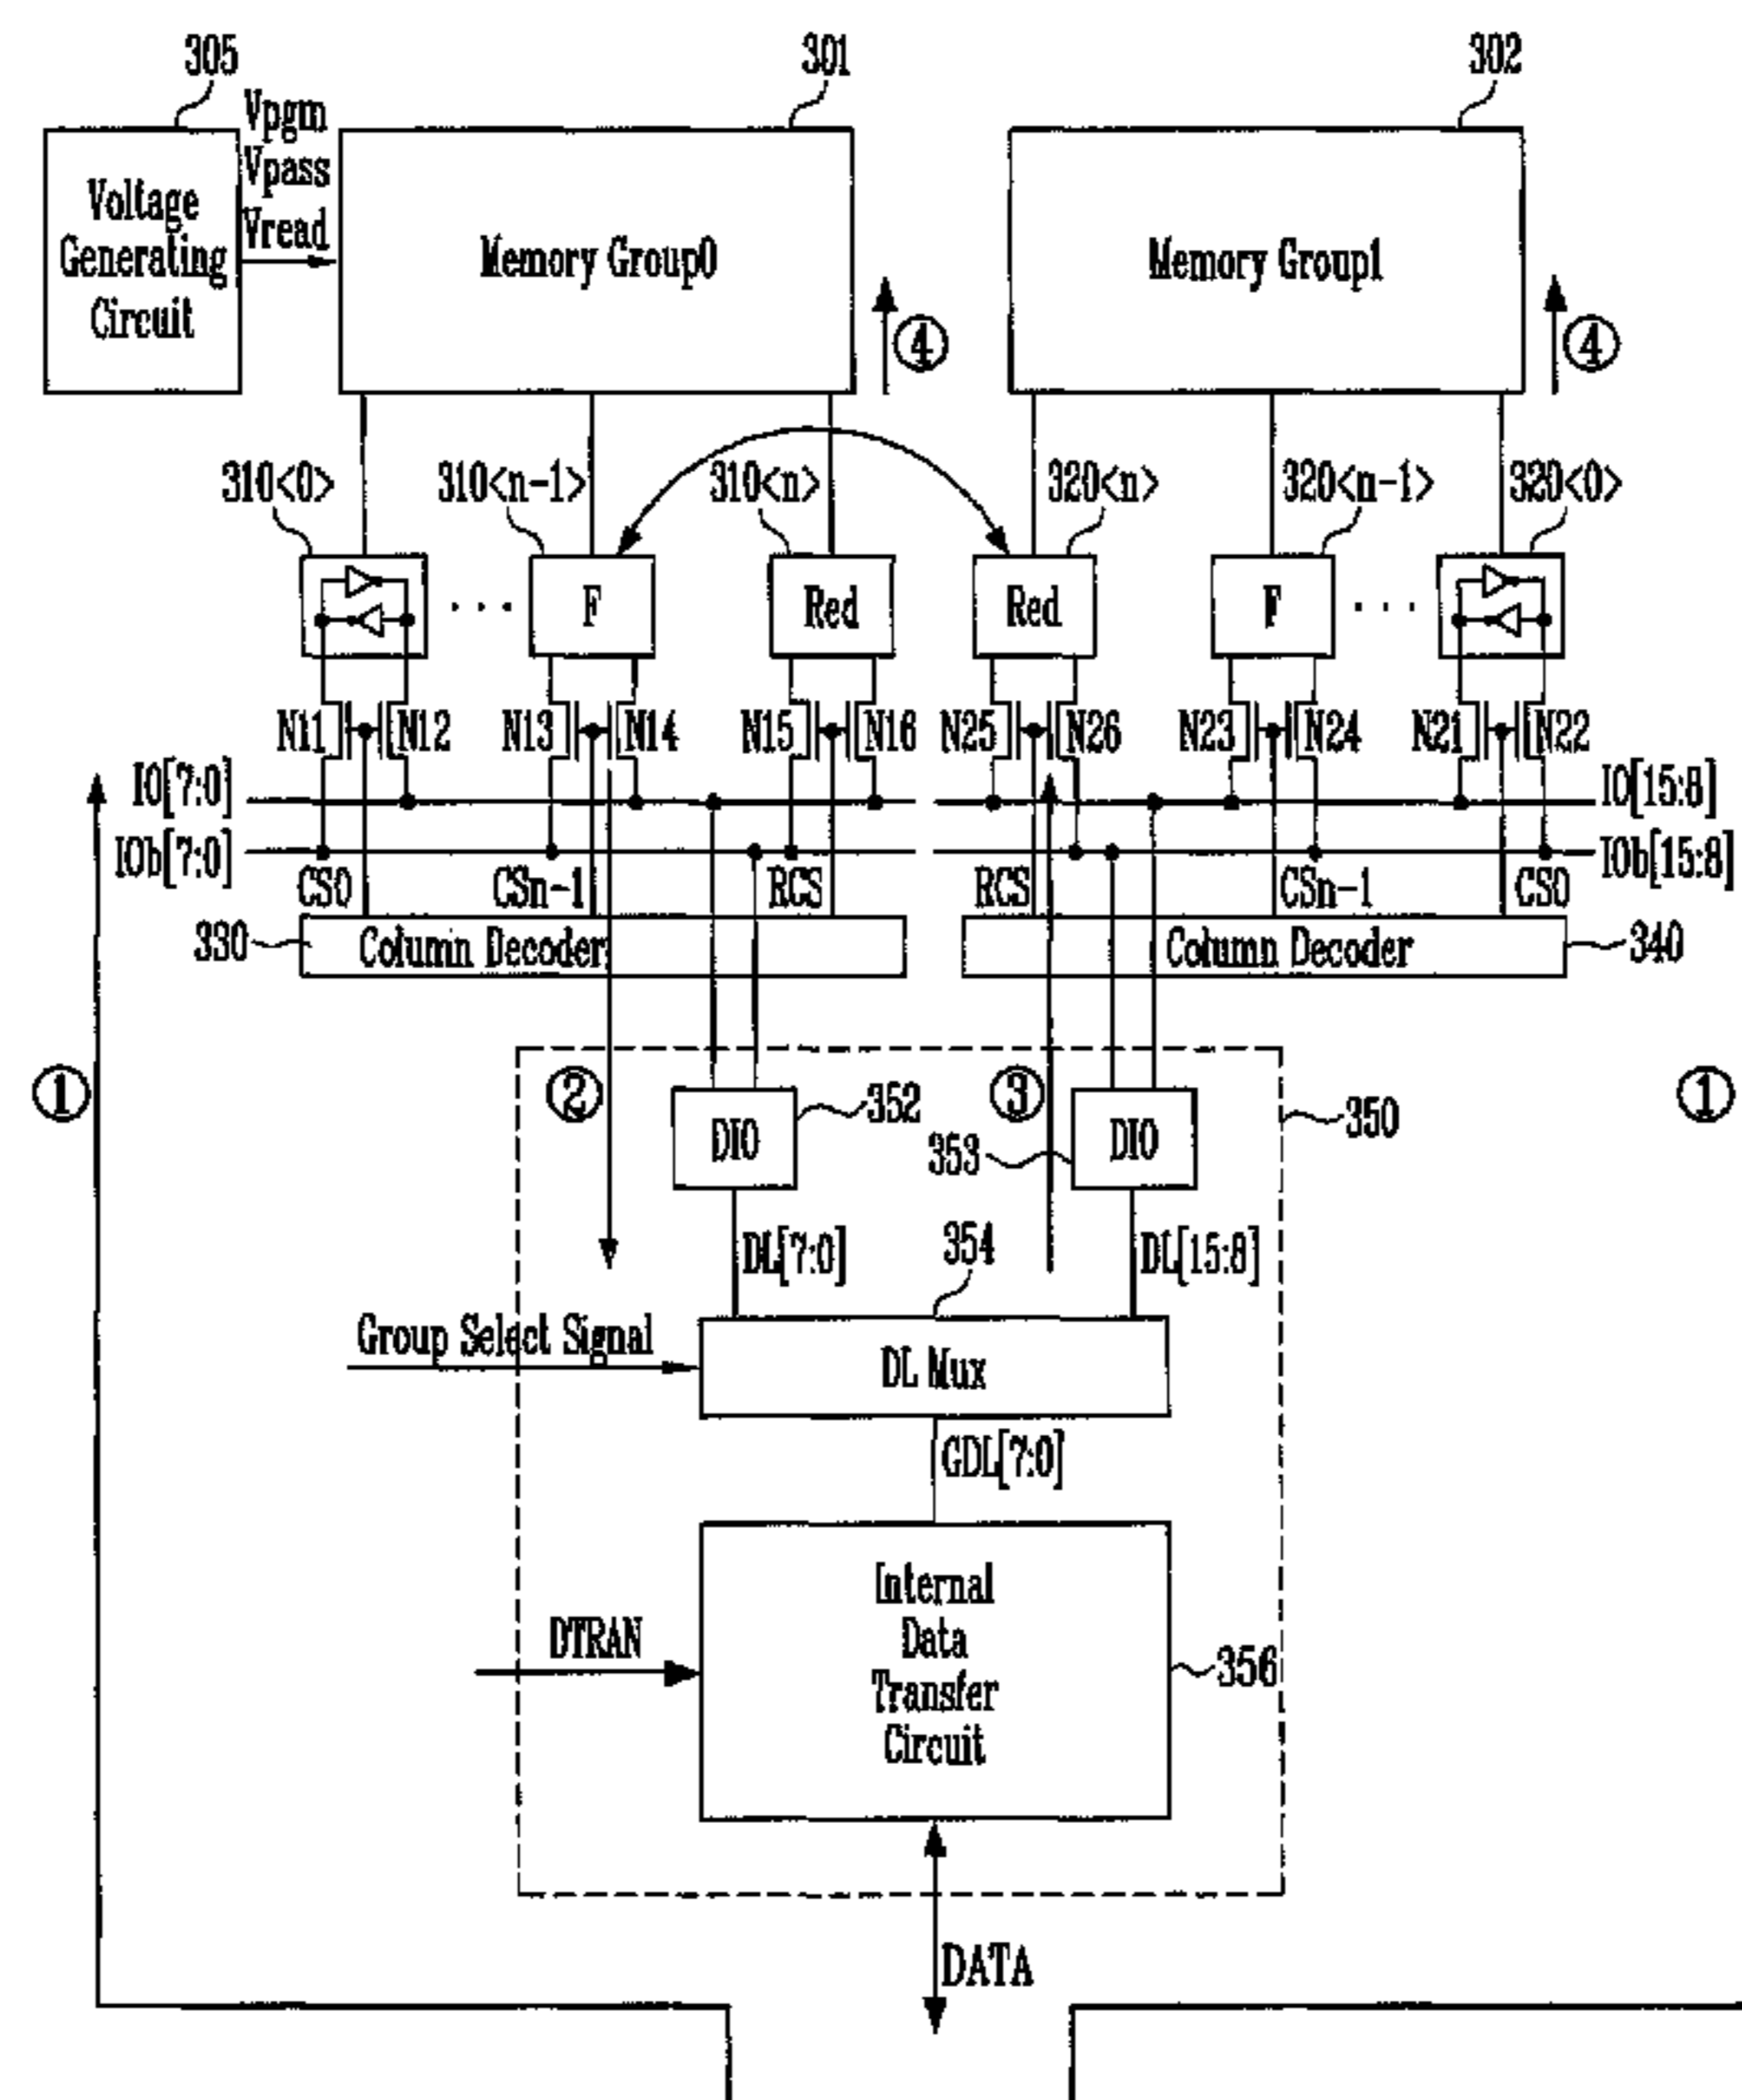 305
301
302
Vpgm
Vpass
Vread
Voltage
Generating
Circuit
Memory Group0
Memory Group1
④
④
310<0>
310<n-1>
310<n>
320<n>
320<n-1>
320<0>
· · ·
F
Red
Red
F
· · ·
N11
N12
N13
N14
N15
N16
N25
N26
N23
N24
N21
N22
IO[7:0]
IO[15:8]
IOb[7:0]
IOb[15:8]
CS0
CSn-1
RCS
RCS
CSn-1
CS0
330
Column Decoder
Column Decoder
340
①
②
352
③
350
①
DIO
353
DIO
DL[7:0]
354
DL[15:8]
Group Select Signal
DL Mux
GDL[7:0]
Internal
Data
Transfer
Circuit
DTRAN
356
DATA